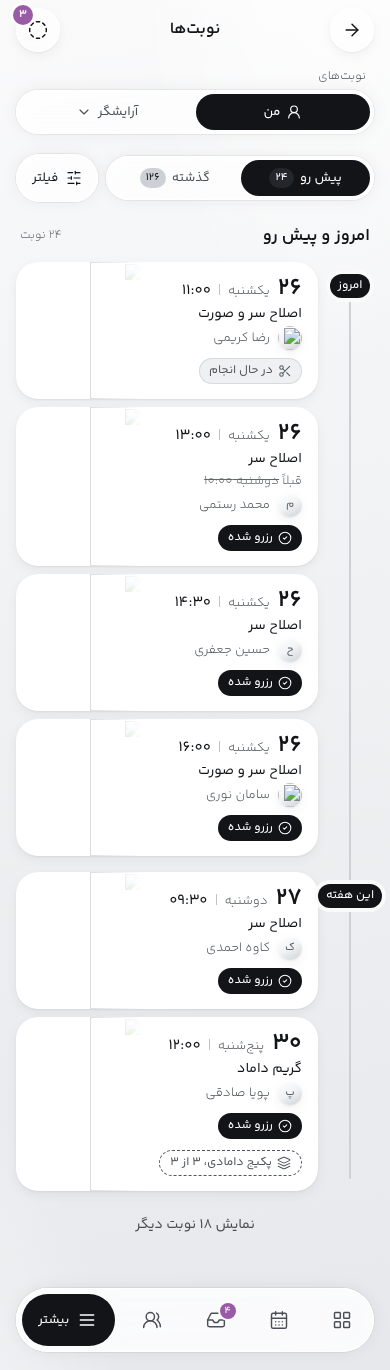 نوبت‌ها
۳
نوبت‌های
من
آرایشگر
پیش رو ۲۴
گذشته ۱۲۶
فیلتر
امروز و پیش رو
۲۴ نوبت
امروز
۲۶ یکشنبه | ۱۱:۰۰
اصلاح سر و صورت
رضا کریمی
در حال انجام
۲۶ یکشنبه | ۱۳:۰۰
اصلاح سر
قبلاً دوشنبه ۱۰:۰۰
م محمد رستمی
رزرو شده
۲۶ یکشنبه | ۱۴:۳۰
اصلاح سر
ح حسین جعفری
رزرو شده
۲۶ یکشنبه | ۱۶:۰۰
اصلاح سر و صورت
سامان نوری
رزرو شده
این هفته
۲۷ دوشنبه | ۰۹:۳۰
اصلاح سر
ک کاوه احمدی
رزرو شده
۳۰ پنج‌شنبه | ۱۲:۰۰
گریم داماد
پ پویا صادقی
رزرو شده
پکیج دامادی، ۳ از ۳
نمایش ۱۸ نوبت دیگر
۴
بیشتر